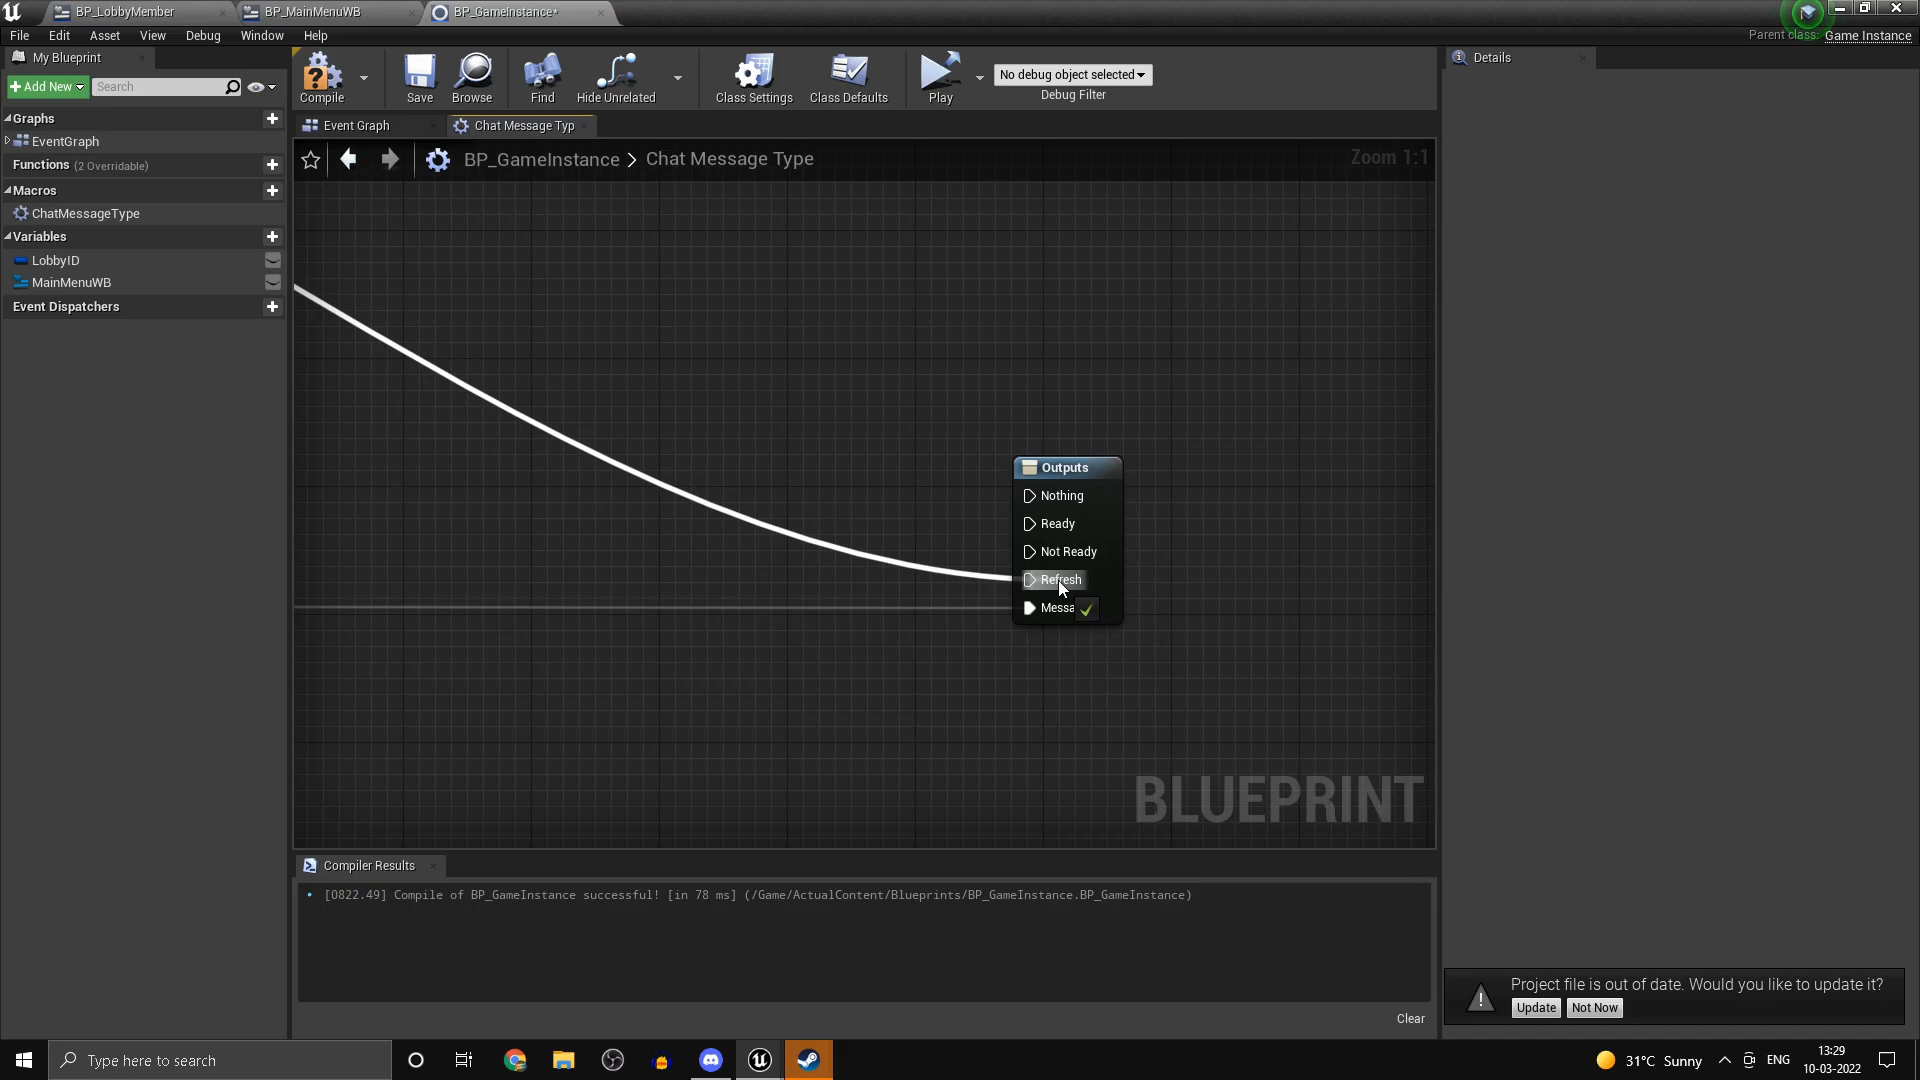 BP_LobbyMember
BP_MainMenuWB
BP_GameInstance*
File Edit Asset View Debug Window Help
Parent class: Game Instance
My Blueprint
Add New
Search
Graphs
EventGraph
Functions (2 Overridable)
Macros
ChatMessageType
Variables
LobbyID
MainMenuWB
Event Dispatchers
Compile
Save
Browse
Find
Hide Unrelated
Class Settings
Class Defaults
Play
No debug object selected
Debug Filter
Event Graph
Chat Message Typ
BP_GameInstance > Chat Message Type
Zoom 1:1
Outputs
Nothing
Ready
Not Ready
Refresh
Messa
BLUEPRINT
Compiler Results
[0822.49] Compile of BP_GameInstance successful! [in 78 ms] (/Game/ActualContent/Blueprints/BP_GameInstance.BP_GameInstance)
Clear
Details
Project file is out of date. Would you like to update it?
Update
Not Now
Type here to search
31°C Sunny
ENG
13:29
10-03-2022